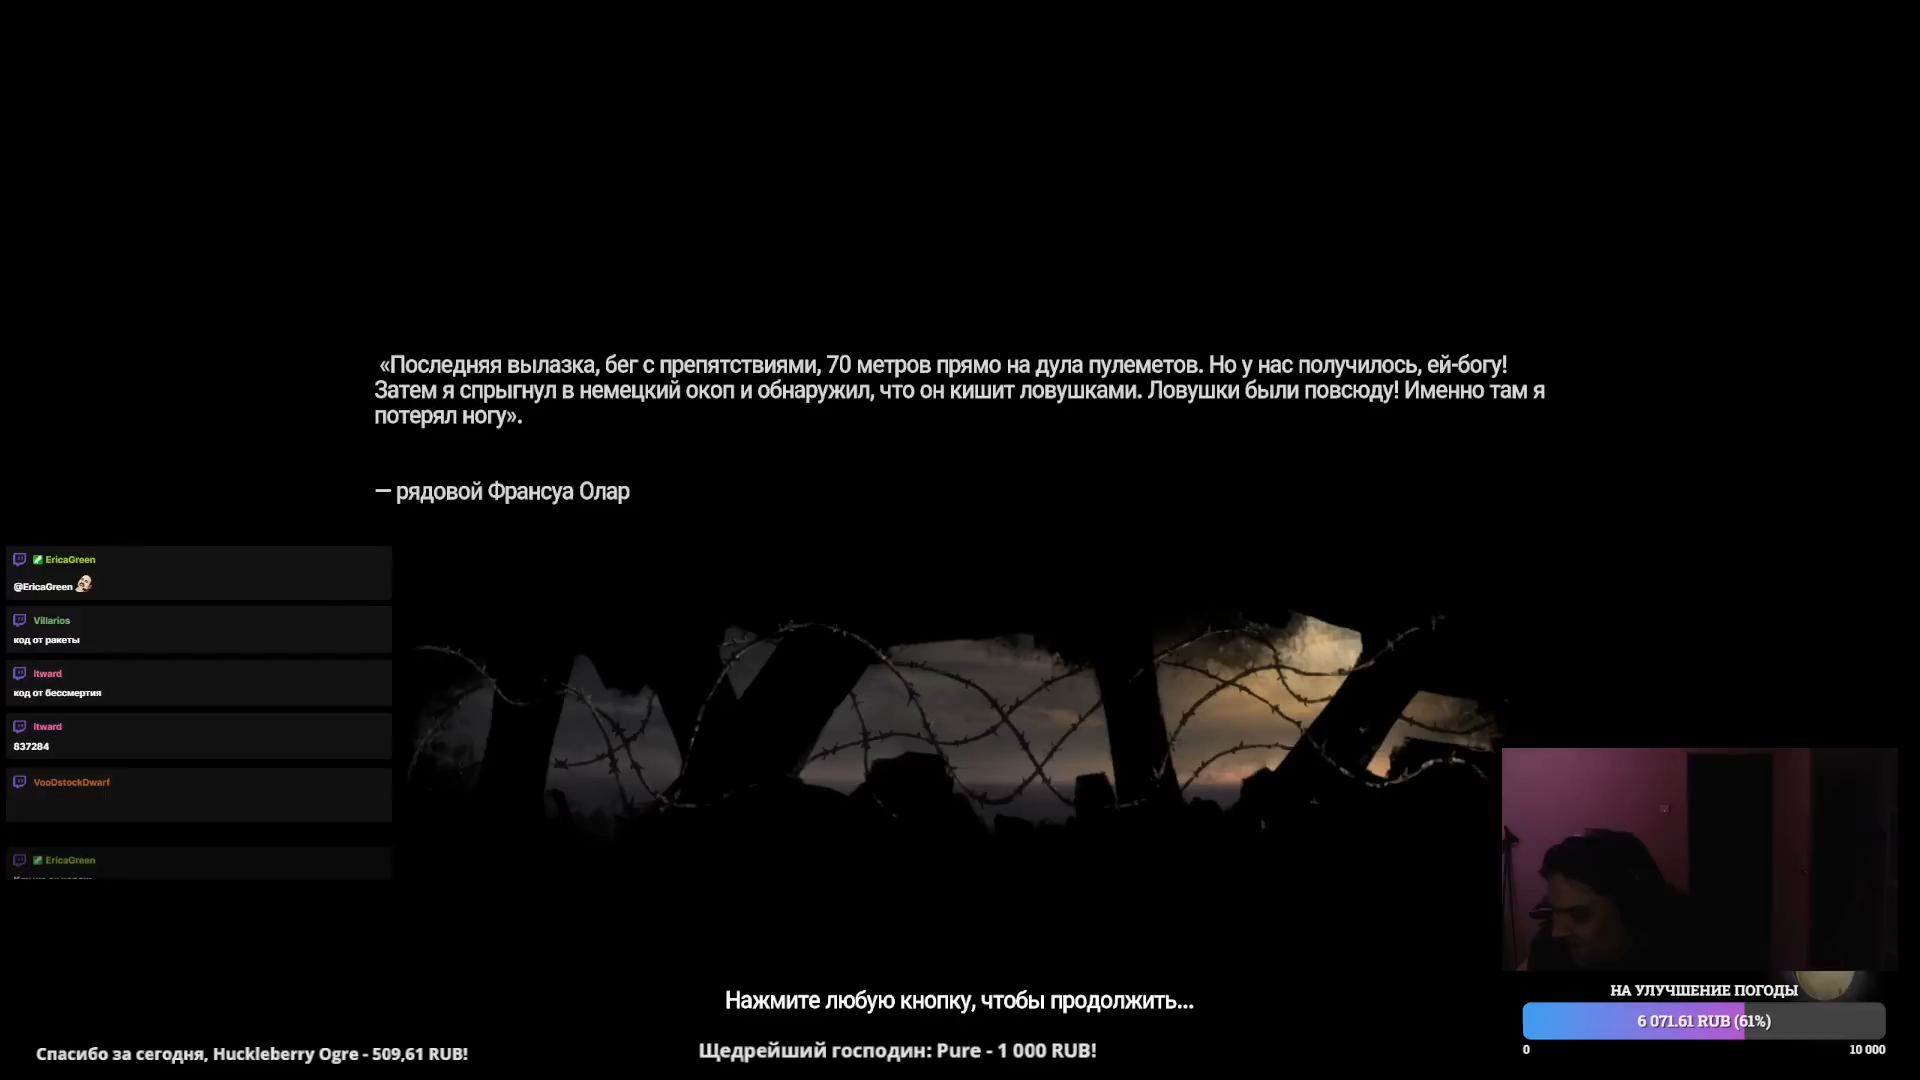 «Последняя вылазка, бег с препятствиями, 70 метров прямо на дула пулеметов. Но у нас получилось, ей-богу!
Затем я спрыгнул в немецкий окоп и обнаружил, что он кишит ловушками. Ловушки были повсюду! Именно там я
потерял ногу».
— рядовой Франсуа Олар
EricaGreen
@EricaGreen
Villarios
код от ракеты
ltward
код от бессмертия
ltward
837284
VooDstockDwarf
EricaGreen
Нажмите любую кнопку, чтобы продолжить...
НА УЛУЧШЕНИЕ ПОГОДЫ
6 071.61 RUB (61%)
0
10 000
Спасибо за сегодня, Huckleberry Ogre - 509,61 RUB!
Щедрейший господин: Pure - 1 000 RUB!